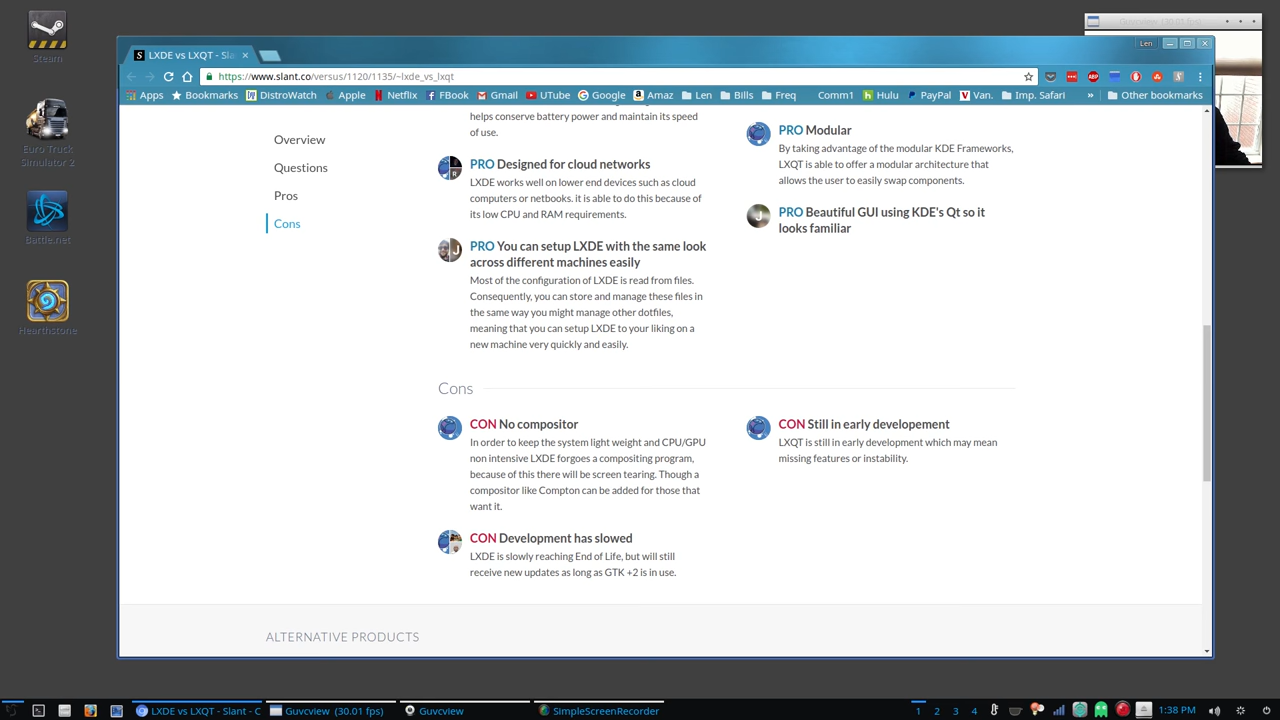 Steam
Euro Truck
Simulator 2
Battle.net
Hearthstone
Guvcview (30.01 fps)
LXDE vs LXQT - Sla
Len
https://www.slant.co/versus/1120/1135/~lxde_vs_lxqt
Apps Bookmarks DistroWatch Apple Netflix FBook Gmail UTube Google Amaz Len Bills Freq Comm1 Hulu PayPal Van. Imp. Safari » Other bookmarks
Overview
Questions
Pros
Cons
helps conserve battery power and maintain its speed
of use.
PRO Designed for cloud networks
LXDE works well on lower end devices such as cloud
computers or netbooks. it is able to do this because of
its low CPU and RAM requirements.
PRO You can setup LXDE with the same look
across different machines easily
Most of the configuration of LXDE is read from files.
Consequently, you can store and manage these files in
the same way you might manage other dotfiles,
meaning that you can setup LXDE to your liking on a
new machine very quickly and easily.
PRO Modular
By taking advantage of the modular KDE Frameworks,
LXQT is able to offer a modular architecture that
allows the user to easily swap components.
PRO Beautiful GUI using KDE's Qt so it
looks familiar
Cons
CON No compositor
In order to keep the system light weight and CPU/GPU
non intensive LXDE forgoes a compositing program,
because of this there will be screen tearing. Though a
compositor like Compton can be added for those that
want it.
CON Development has slowed
LXDE is slowly reaching End of Life, but will still
receive new updates as long as GTK +2 is in use.
CON Still in early developement
LXQT is still in early development which may mean
missing features or instability.
ALTERNATIVE PRODUCTS
LXDE vs LXQT - Slant - C Guvcview (30.01 fps) Guvcview SimpleScreenRecorder 1 2 3 4 1:38 PM